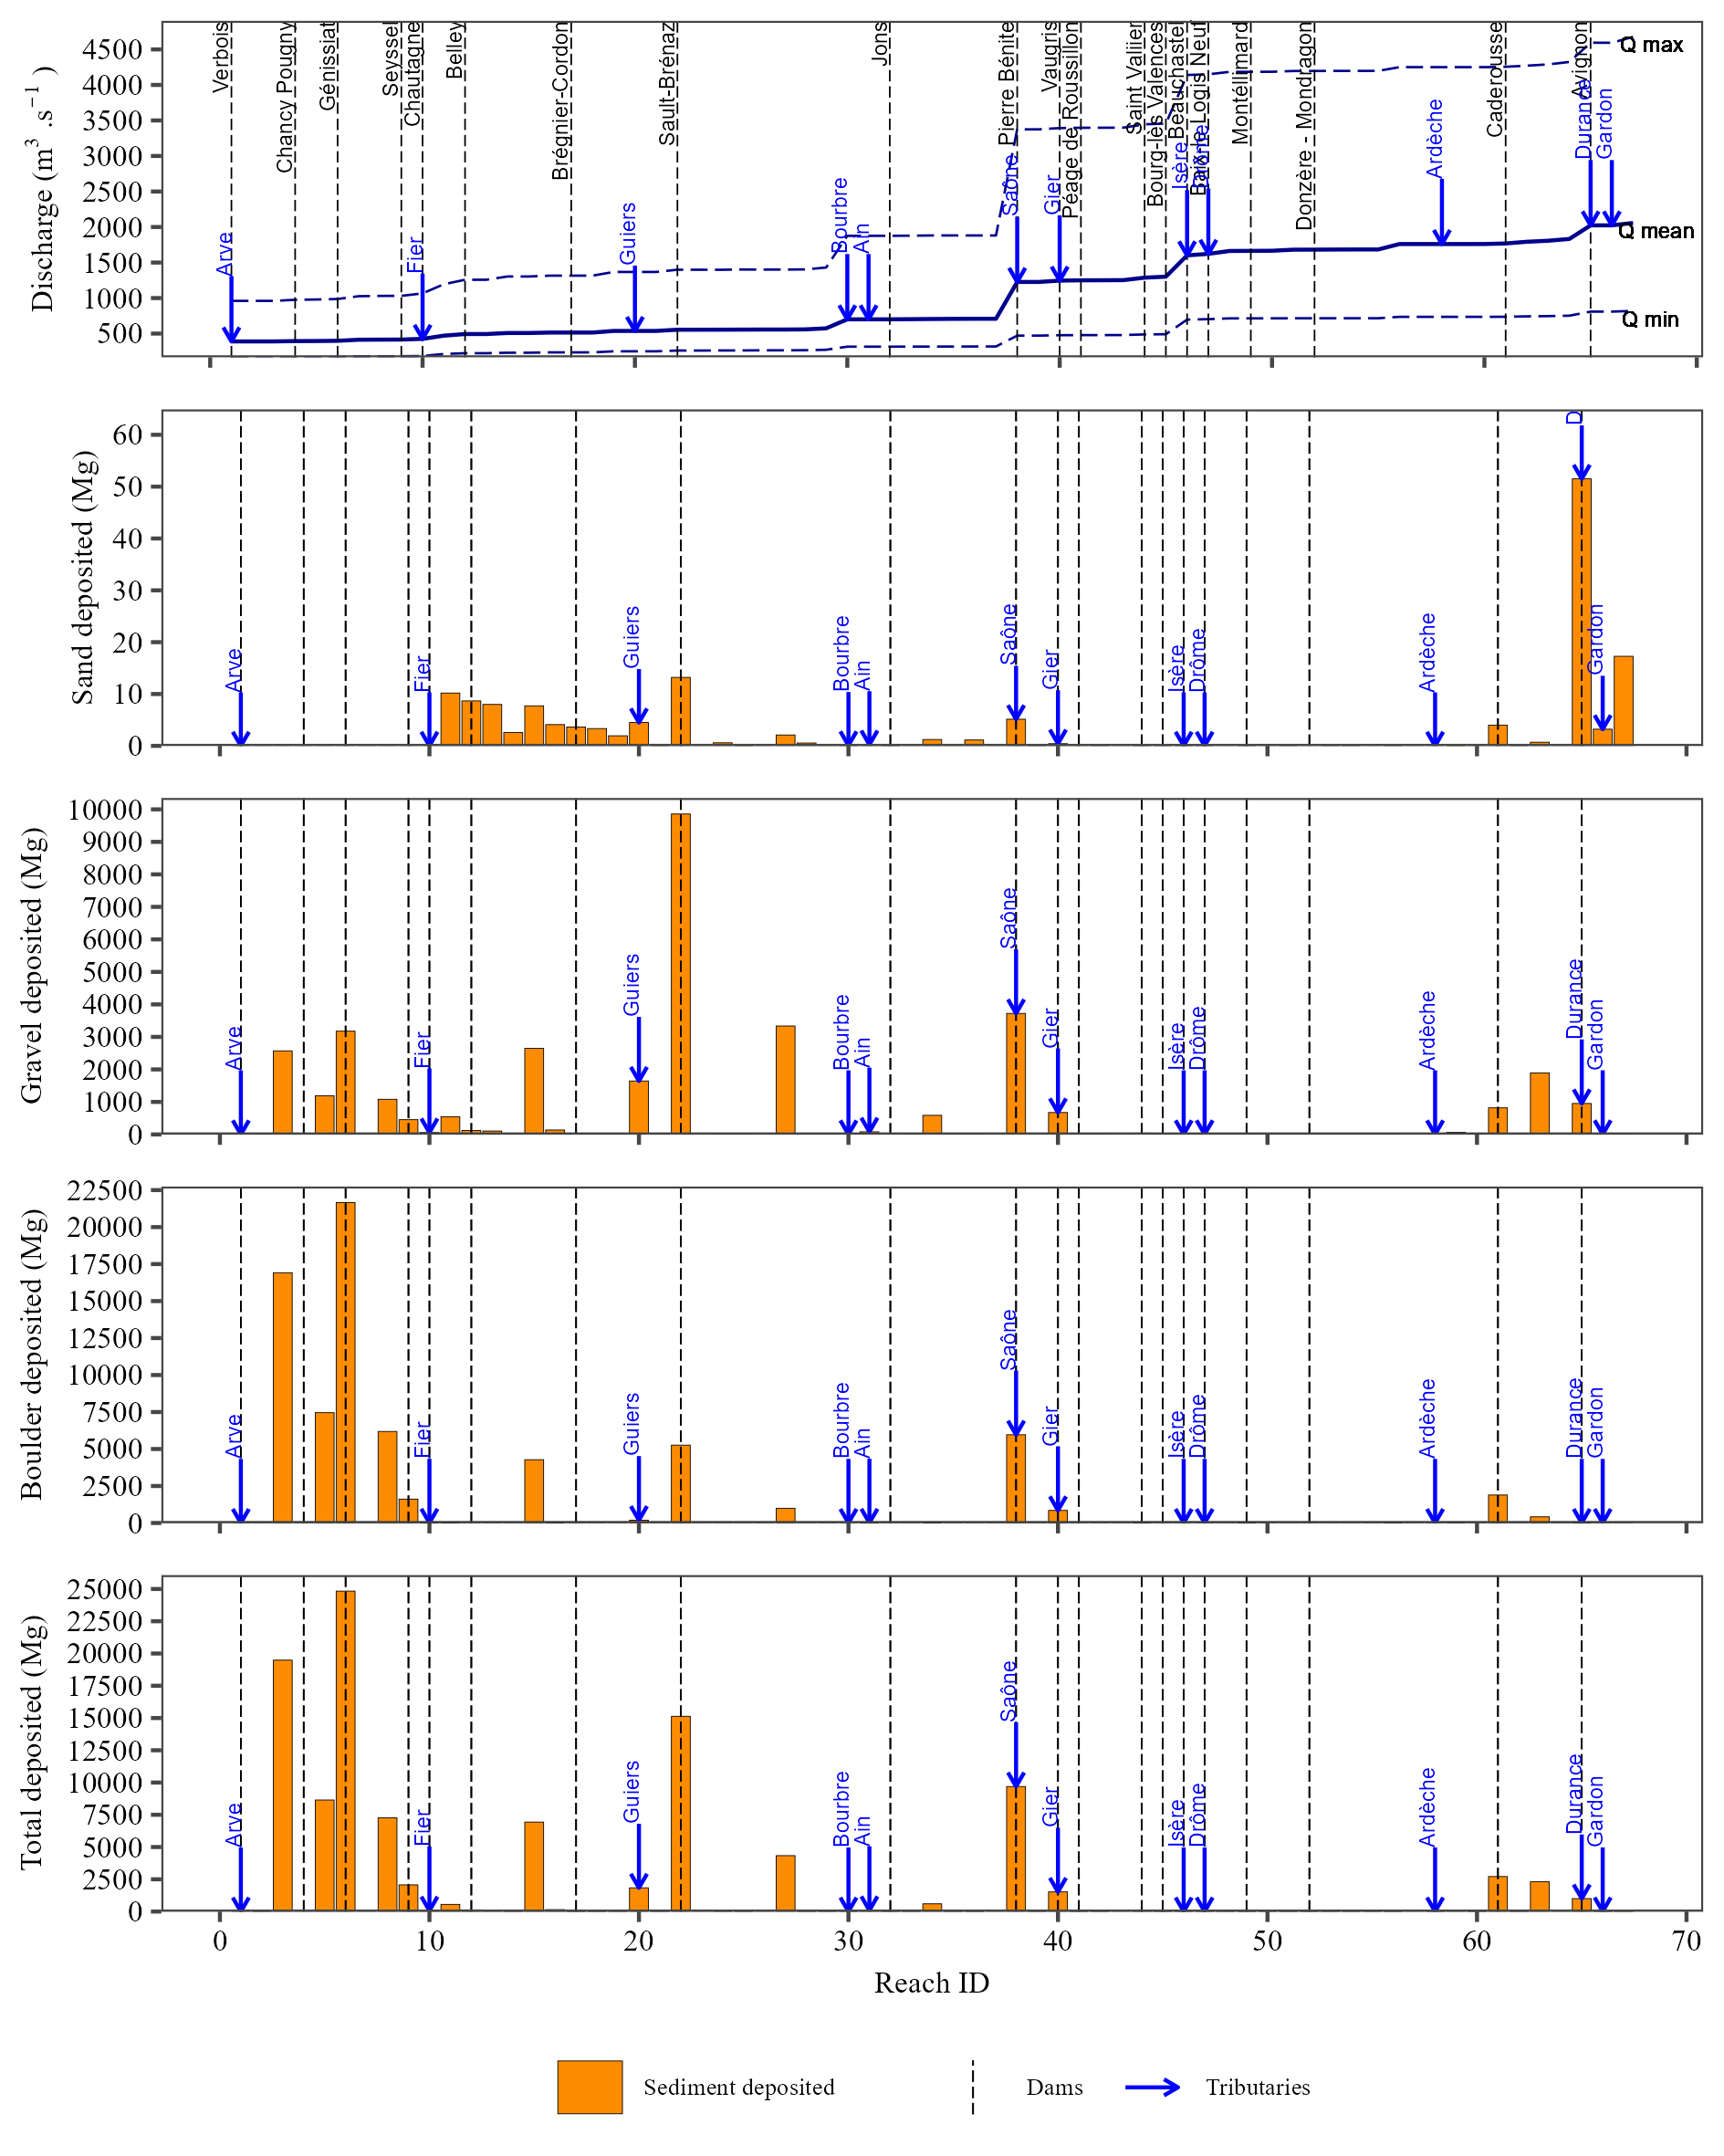 Discharge (m³ .s⁻¹ )
4500
4000
3500
3000
2500
2000
1500
1000
500
Verbois
Chancy Pougny
Génissiat
Seyssel
Chautagne
Belley
Brégnier-Cordon
Sault-Brénaz
Jons
Pierre Bénite
Vaugris
Péage de Roussillon
Saint Vallier
Bourg-lès Valences
Beauchastel
Baix-le Logis Neuf
Montélimard
Donzère - Mondragon
Caderousse
Avignon
Arve
Fier
Guiers
Bourbre
Ain
Saône
Gier
Isère
Ardèche
Durance
Gardon
Q max
Q mean
Q min
Sand deposited (Mg)
60
50
40
30
20
10
0
Arve
Fier
Guiers
Bourbre
Ain
Saône
Gier
Isère
Drôme
Ardèche
D
Gardon
Gravel deposited (Mg)
10000
9000
8000
7000
6000
5000
4000
3000
2000
1000
0
Arve
Fier
Guiers
Bourbre
Ain
Saône
Gier
Isère
Drôme
Ardèche
Durance
Gardon
Boulder deposited (Mg)
22500
20000
17500
15000
12500
10000
7500
5000
2500
0
Arve
Fier
Guiers
Bourbre
Ain
Saône
Gier
Isère
Drôme
Ardèche
Durance
Gardon
Total deposited (Mg)
25000
22500
20000
17500
15000
12500
10000
7500
5000
2500
0
Arve
Fier
Guiers
Bourbre
Ain
Saône
Gier
Isère
Drôme
Ardèche
Durance
Gardon
0 10 20 30 40 50 60 70
Reach ID
Sediment deposited Dams Tributaries